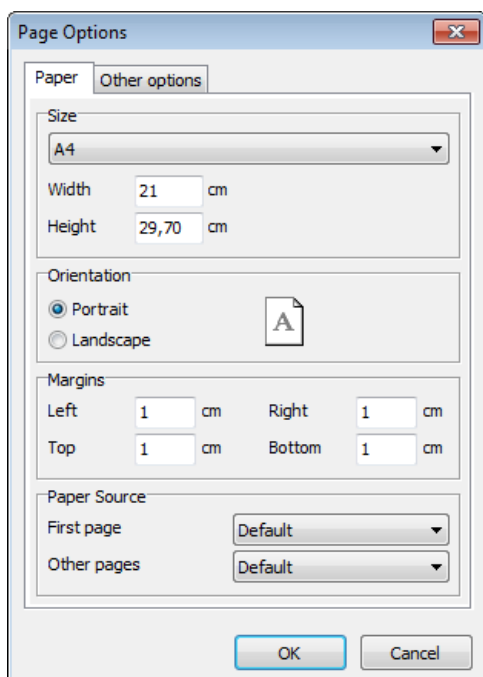 Page Options
Paper Other options
Size
A4
Width 21 cm
Height 29,70 cm
Orientation
Portrait
A
Landscape
Margins
Left 1 cm Right 1 cm
Top 1 cm Bottom 1 cm
Paper Source
First page Default
Other pages Default
OK Cancel